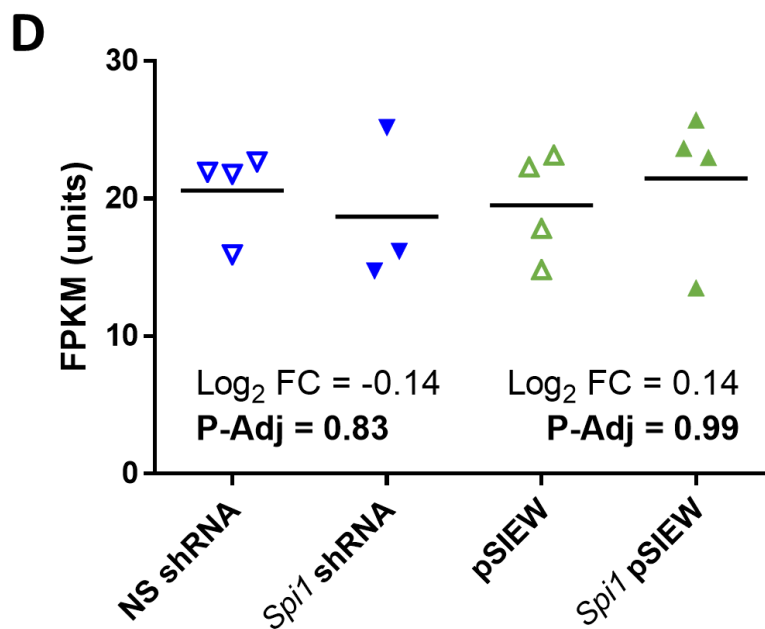 D
FPKM (units)
30
20
10
0
Log₂ FC = -0.14
P-Adj = 0.83
Log₂ FC = 0.14
P-Adj = 0.99
NS shRNA
Spi1 shRNA
pSIEW
Spi1 pSIEW